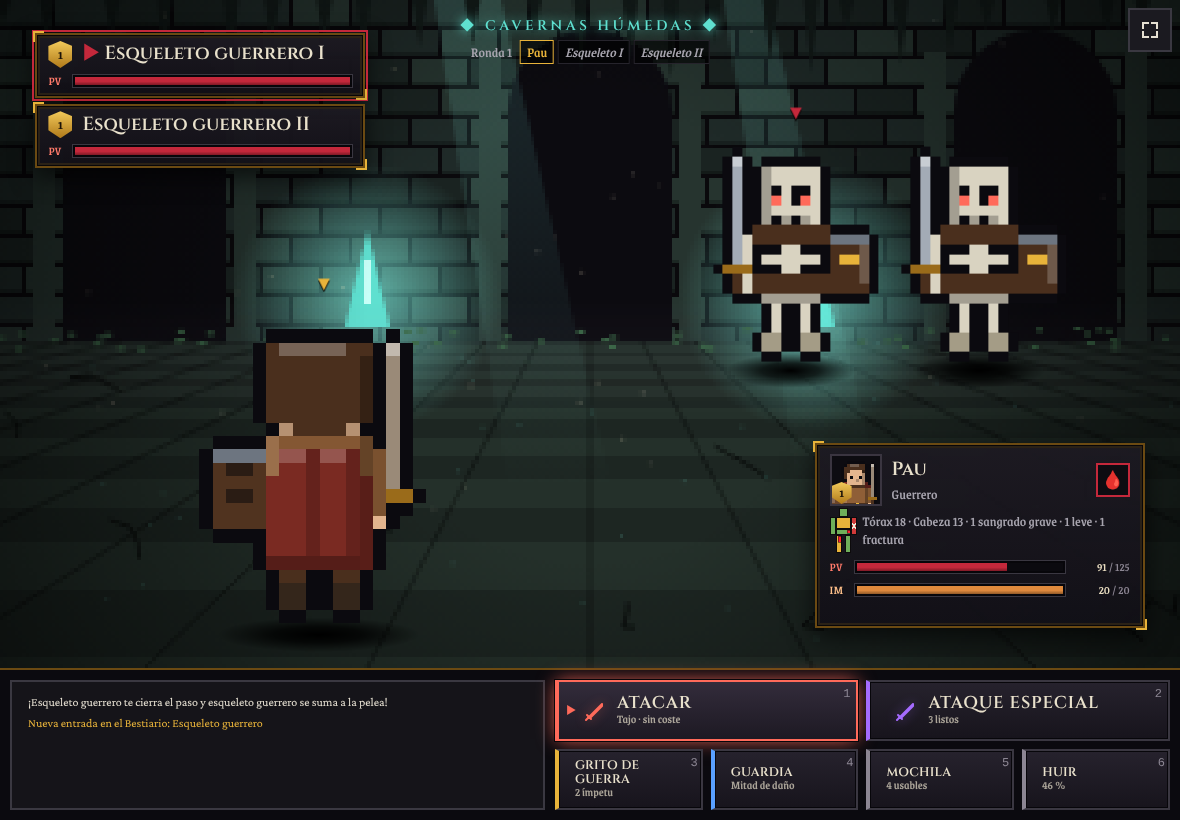 CAVERNAS HÚMEDAS
Ronda 1 Pau Esqueleto I Esqueleto II
1 Esqueleto guerrero I
PV
1 Esqueleto guerrero II
PV
Pau
Guerrero
1
Tórax 18 · Cabeza 13 · 1 sangrado grave · 1 leve · 1
fractura
PV 91 / 125
IM 20 / 20
¡Esqueleto guerrero te cierra el paso y esqueleto guerrero se suma a la pelea!
Nueva entrada en el Bestiario: Esqueleto guerrero
ATACAR 1
Tajo · sin coste
ATAQUE ESPECIAL 2
3 listos
GRITO DE 3
GUERRA
2 ímpetu
GUARDIA 4
Mitad de daño
MOCHILA 5
4 usables
HUIR 6
46 %